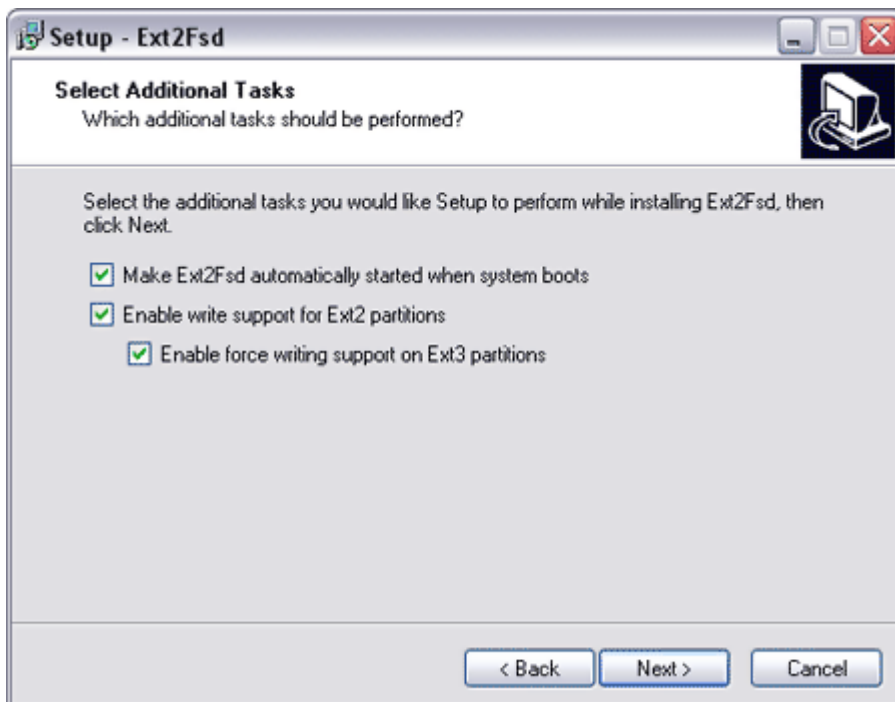 Setup - Ext2Fsd
Select Additional Tasks
Which additional tasks should be performed?
Select the additional tasks you would like Setup to perform while installing Ext2Fsd, then
click Next.
Make Ext2Fsd automatically started when system boots
Enable write support for Ext2 partitions
Enable force writing support on Ext3 partitions
< Back Next > Cancel